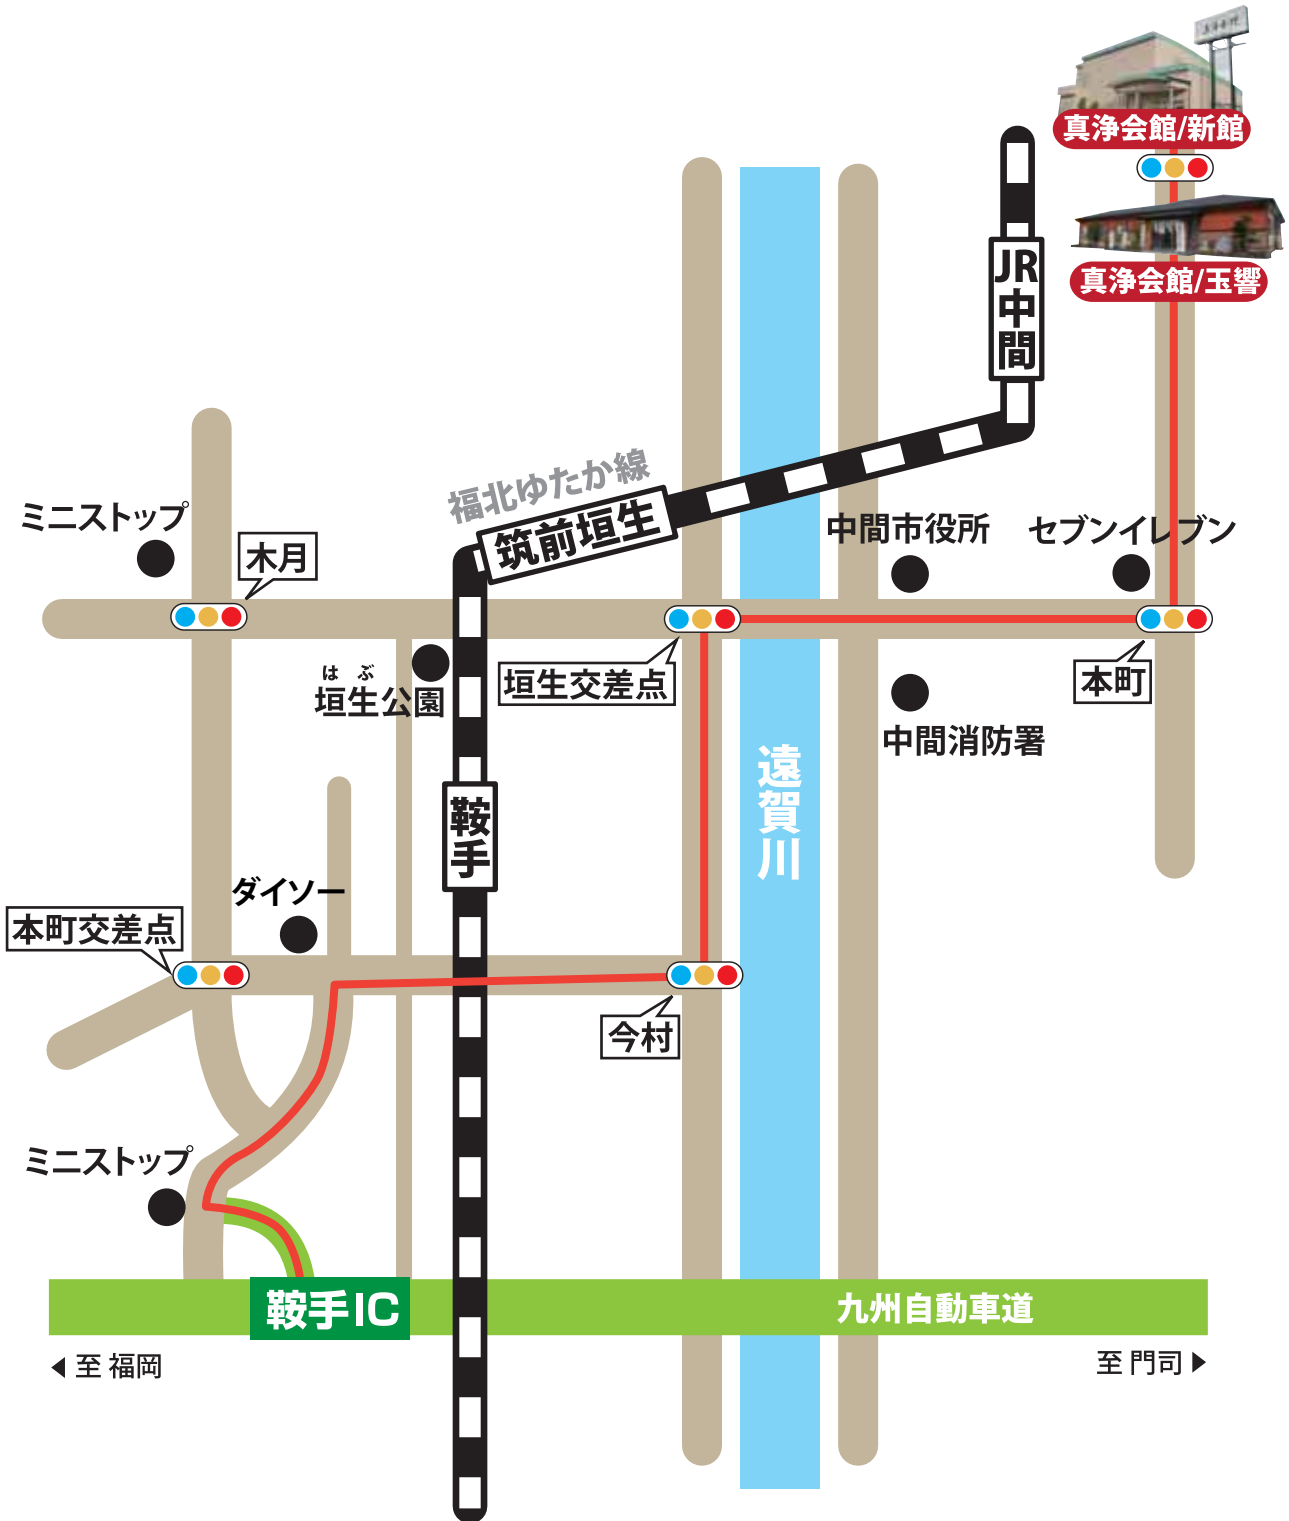 真浄会館/新館
真浄会館/玉響
JR中間
福北ゆたか線
筑前垣生
ミニストップ
木月
中間市役所
セブンイレブン
はぶ
垣生公園
垣生交差点
本町
中間消防署
遠賀川
鞍手
ダイソー
本町交差点
今村
ミニストップ
鞍手IC
九州自動車道
至 福岡
至 門司